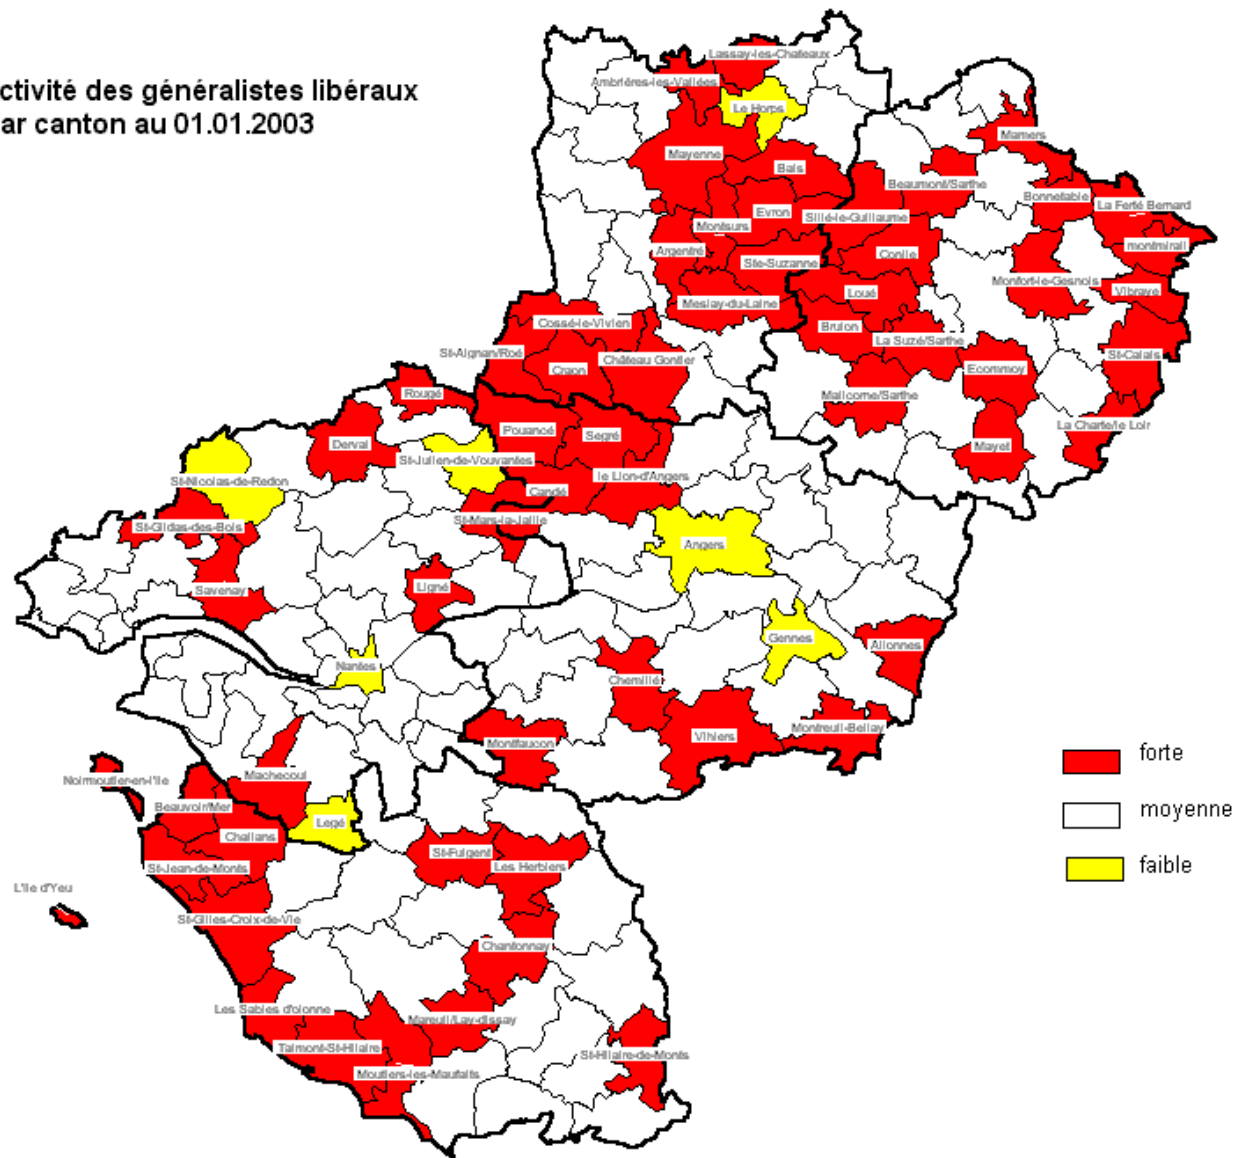 ctivité des généralistes libéraux
ar canton au 01.01.2003
Lassay-les-Chateaux
Ambrières-les-Vallées
Le Horps
Mayenne
Bais
Mamers
Beaumont/Sarthe
Bonnetable
La Ferté Bernard
Evron
Sillé-le-Guillaume
Montsurs
montmirail
Argentré
Ste-Suzanne
Conlie
Monfort-le-Gesnois
Vibraye
Loué
Meslay-du-Laine
Cossé-le-Vivien
Brulon
La Suzé/Sarthe
St-Aignan/Roé
Château Gontier
St-Calais
Craon
Ecommoy
Rougé
Malicorne/Sarthe
La Charte/le Loir
Pouancé
Segré
Derval
Mayet
St-Julien-de-Vouvantes
St-Nicolas-de-Redon
le Lion-d'Angers
Candé
St-Gildas-des-Bois
St-Mars-la-Jaille
Angers
Savenay
Ligné
Gennes
Allonnes
Nantes
Chemillé
Montreuil-Bellay
Vihiers
Montfaucon
forte
Noirmoutier-en-l'Ile
Machecoul
Beauvoir/Mer
moyenne
Legé
Challans
St-Fulgent
faible
St-Jean-de-Monts
Les Herbiers
L'Ile d'Yeu
St-Gilles-Croix-de-Vie
Chantonnay
Les Sables d'olonne
Mareuil/Lay-dissay
Talmont-St-Hilaire
St-Hilaire-de-Monts
Moutiers-les-Maufaits